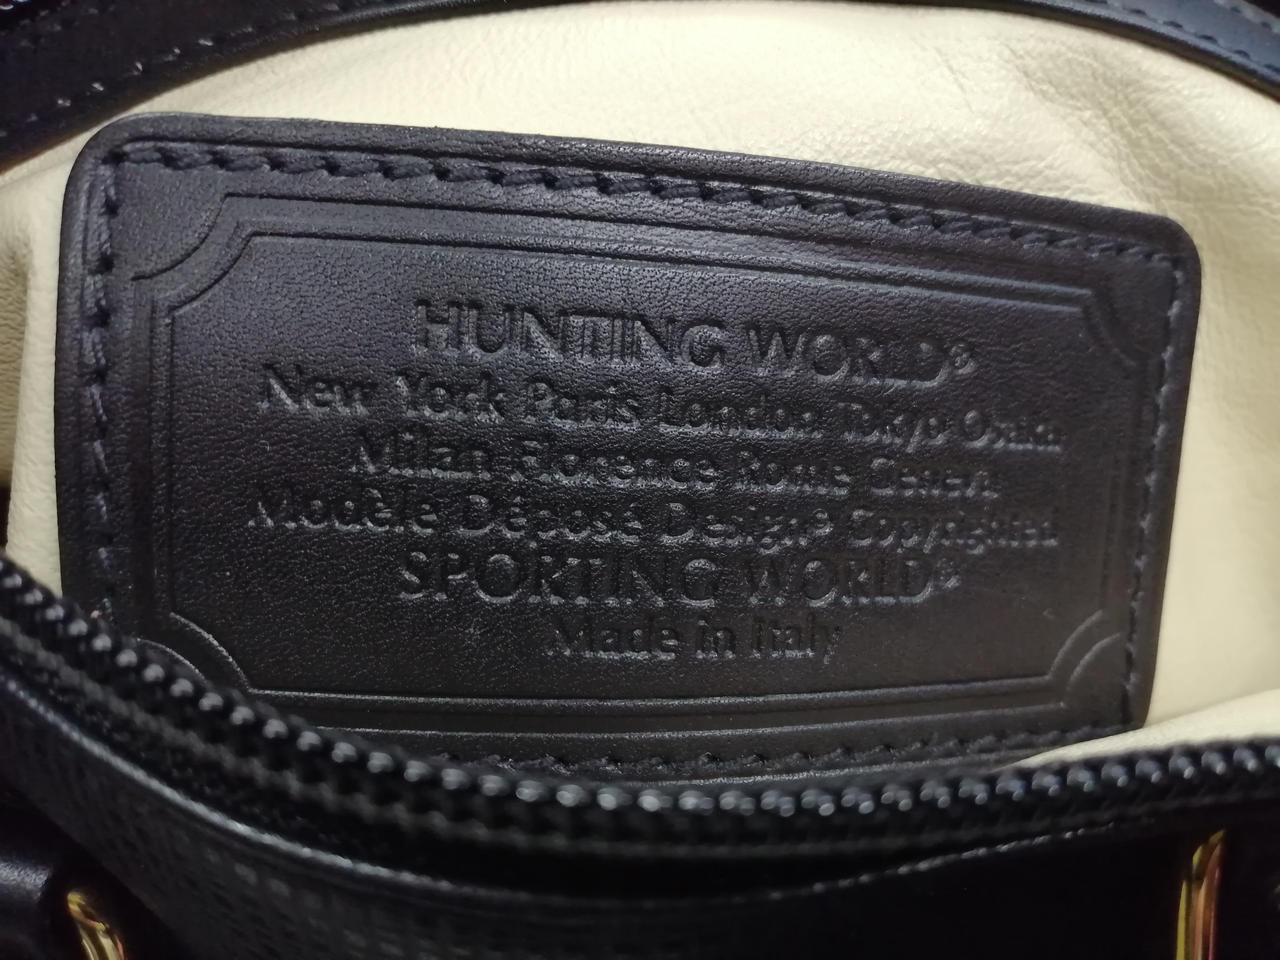 HUNTING WORLD®
New York Paris London Tokyo Osaka
Milan Florence Rome Geneva
Modèle Déposé Designs Copyrighted
SPORTING WORLD®
Made in Italy